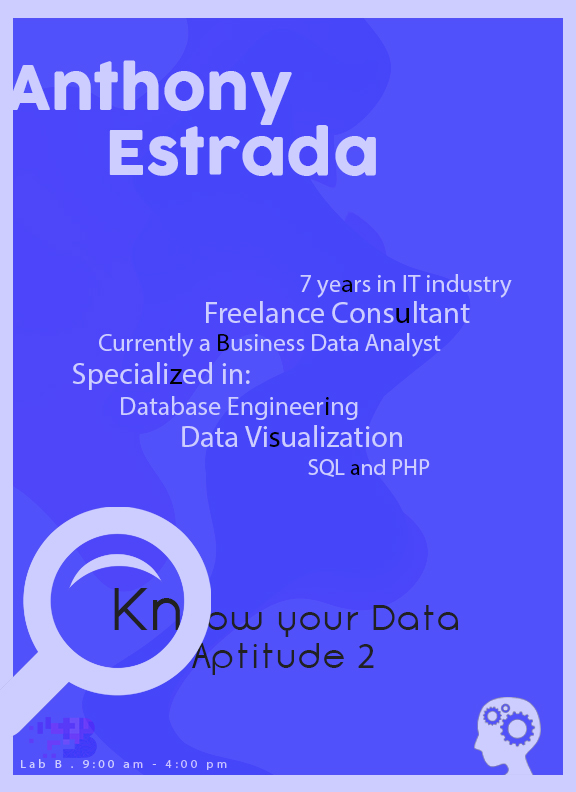 Anthony
Estrada
7 years in IT industry
Freelance Consultant
Currently a Business Data Analyst
Specialized in:
Database Engineering
Data Visualization
SQL and PHP
Know your Data
Aptitude 2
Lab B . 9:00 am - 4:00 pm